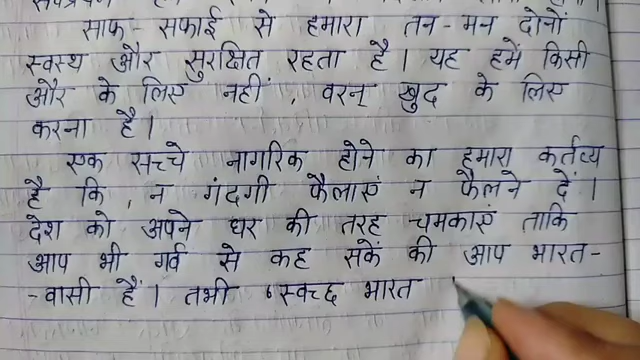 साफ-सफाई से हमारा तन-मन दोनों
स्वस्थ और सुरक्षित रहता है। यह हमें किसी
और के लिए नहीं, वरन् खुद के लिए
करना है।
एक सच्चे नागरिक होने का हमारा कर्तव्य
है कि, न गंदगी फैलाएं न फैलने दें।
देश को अपने घर की तरह चमकाएं ताकि
आप भी गर्व से कह सकें की आप भारत-
-वासी हैं। तभी ‘स्वच्छ भारत